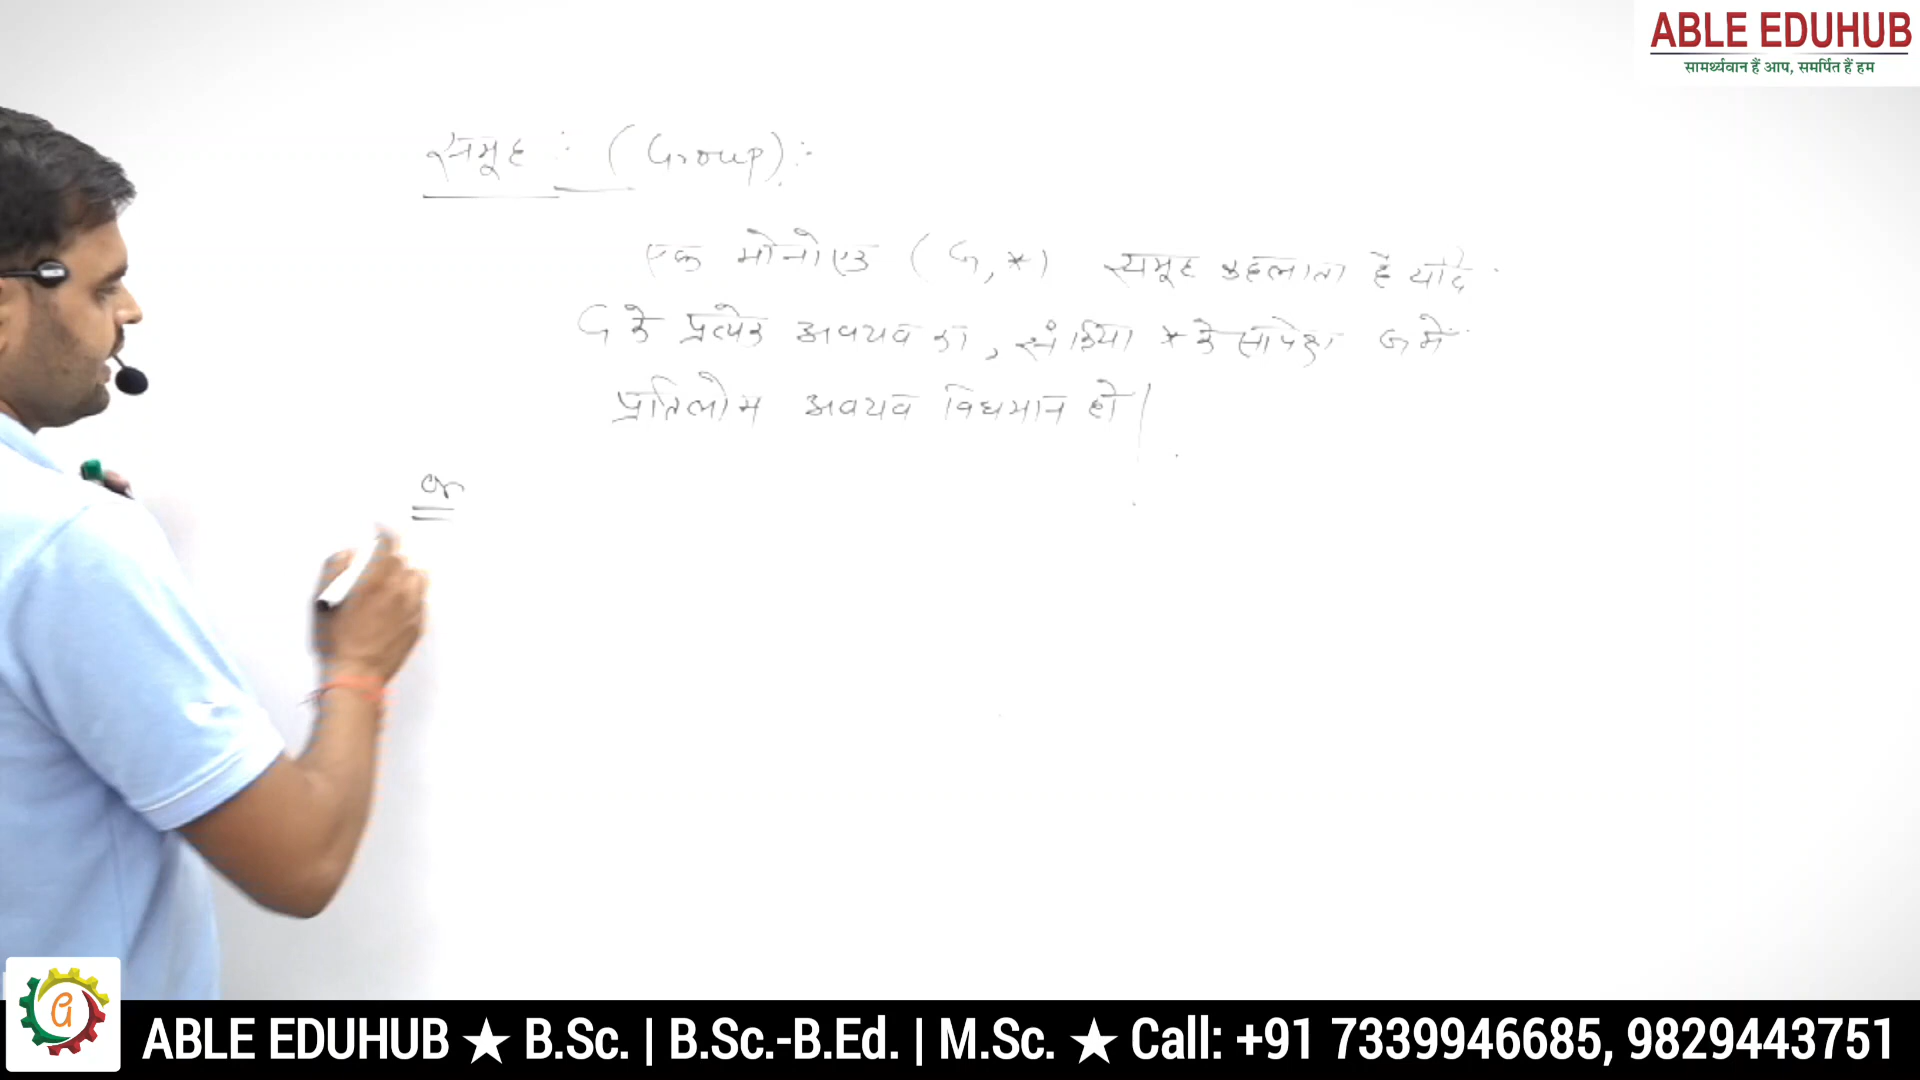 ABLE EDUHUB
सामर्थ्यवान हैं आप, समर्पित हैं हम
समूह :- (Group):-
एक मोनोएड (G,*) समूह कहलाता है यदि
G के प्रत्येक अवयव का, संक्रिया * के सापेक्ष G में
प्रतिलोम अवयव विद्यमान हो।
or
ABLE EDUHUB ★ B.Sc. | B.Sc.-B.Ed. | M.Sc. ★ Call: +91 7339946685, 9829443751